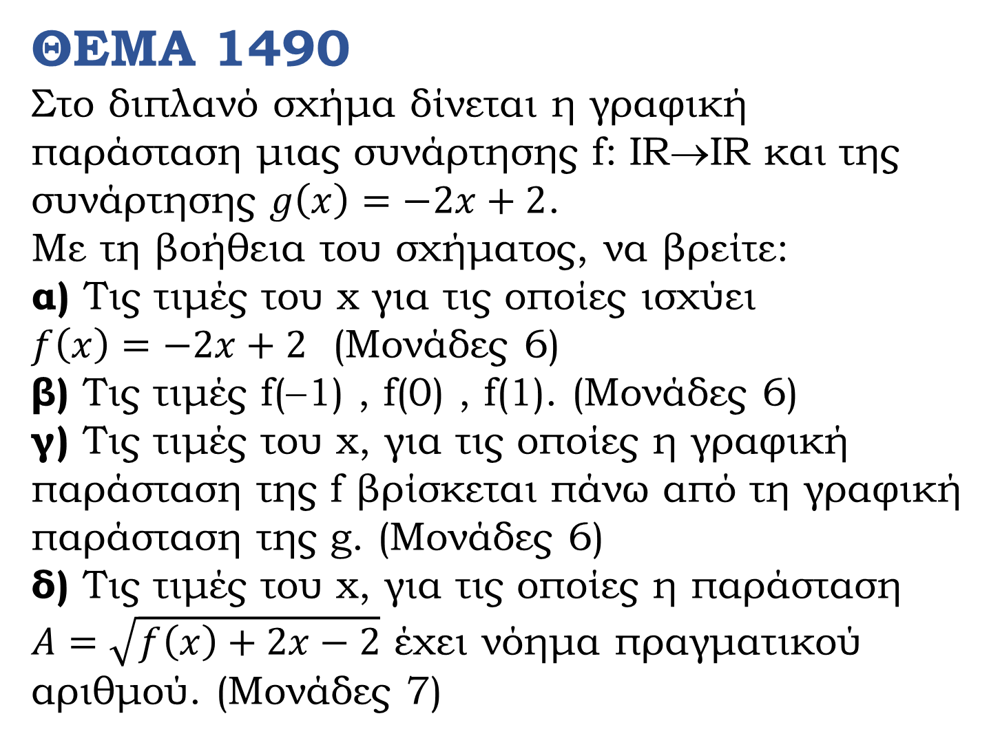 ΘΕΜΑ 1490
Στο διπλανό σχήμα δίνεται η γραφική
παράσταση μιας συνάρτησης f: IR→IR και της
συνάρτησης g(x) = −2x + 2.
Με τη βοήθεια του σχήματος, να βρείτε:
α) Τις τιμές του x για τις οποίες ισχύει
f(x) = −2x + 2 (Μονάδες 6)
β) Τις τιμές f(−1) , f(0) , f(1). (Μονάδες 6)
γ) Τις τιμές του x, για τις οποίες η γραφική
παράσταση της f βρίσκεται πάνω από τη γραφική
παράσταση της g. (Μονάδες 6)
δ) Τις τιμές του x, για τις οποίες η παράσταση
A = √f(x) + 2x − 2 έχει νόημα πραγματικού
αριθμού. (Μονάδες 7)